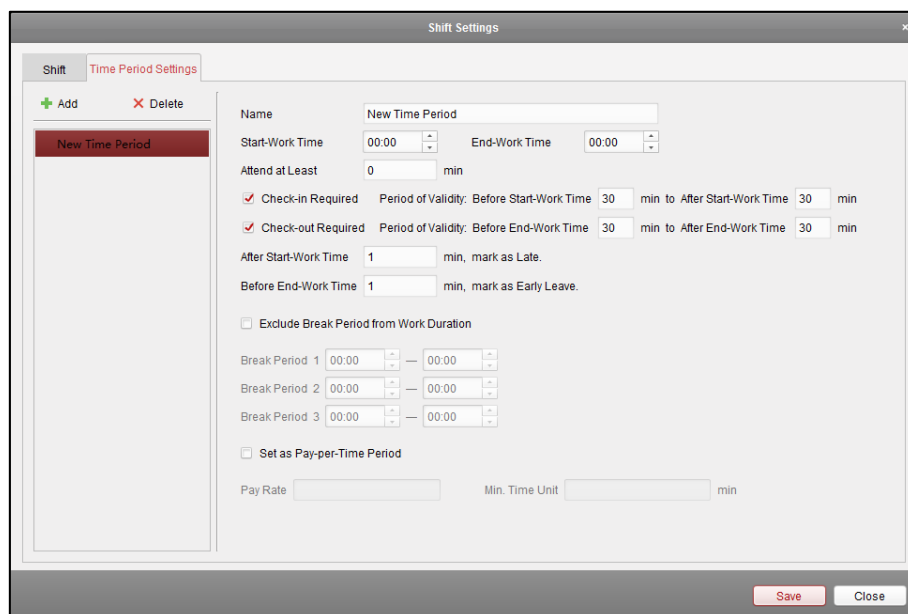 Shift Settings
×
Shift Time Period Settings
Add Delete
New Time Period
Name New Time Period
Start-Work Time 00:00 End-Work Time 00:00
Attend at Least 0 min
Check-in Required Period of Validity: Before Start-Work Time 30 min to After Start-Work Time 30 min
Check-out Required Period of Validity: Before End-Work Time 30 min to After End-Work Time 30 min
After Start-Work Time 1 min, mark as Late.
Before End-Work Time 1 min, mark as Early Leave.
Exclude Break Period from Work Duration
Break Period 1 00:00 — 00:00
Break Period 2 00:00 — 00:00
Break Period 3 00:00 — 00:00
Set as Pay-per-Time Period
Pay Rate Min. Time Unit min
Save Close